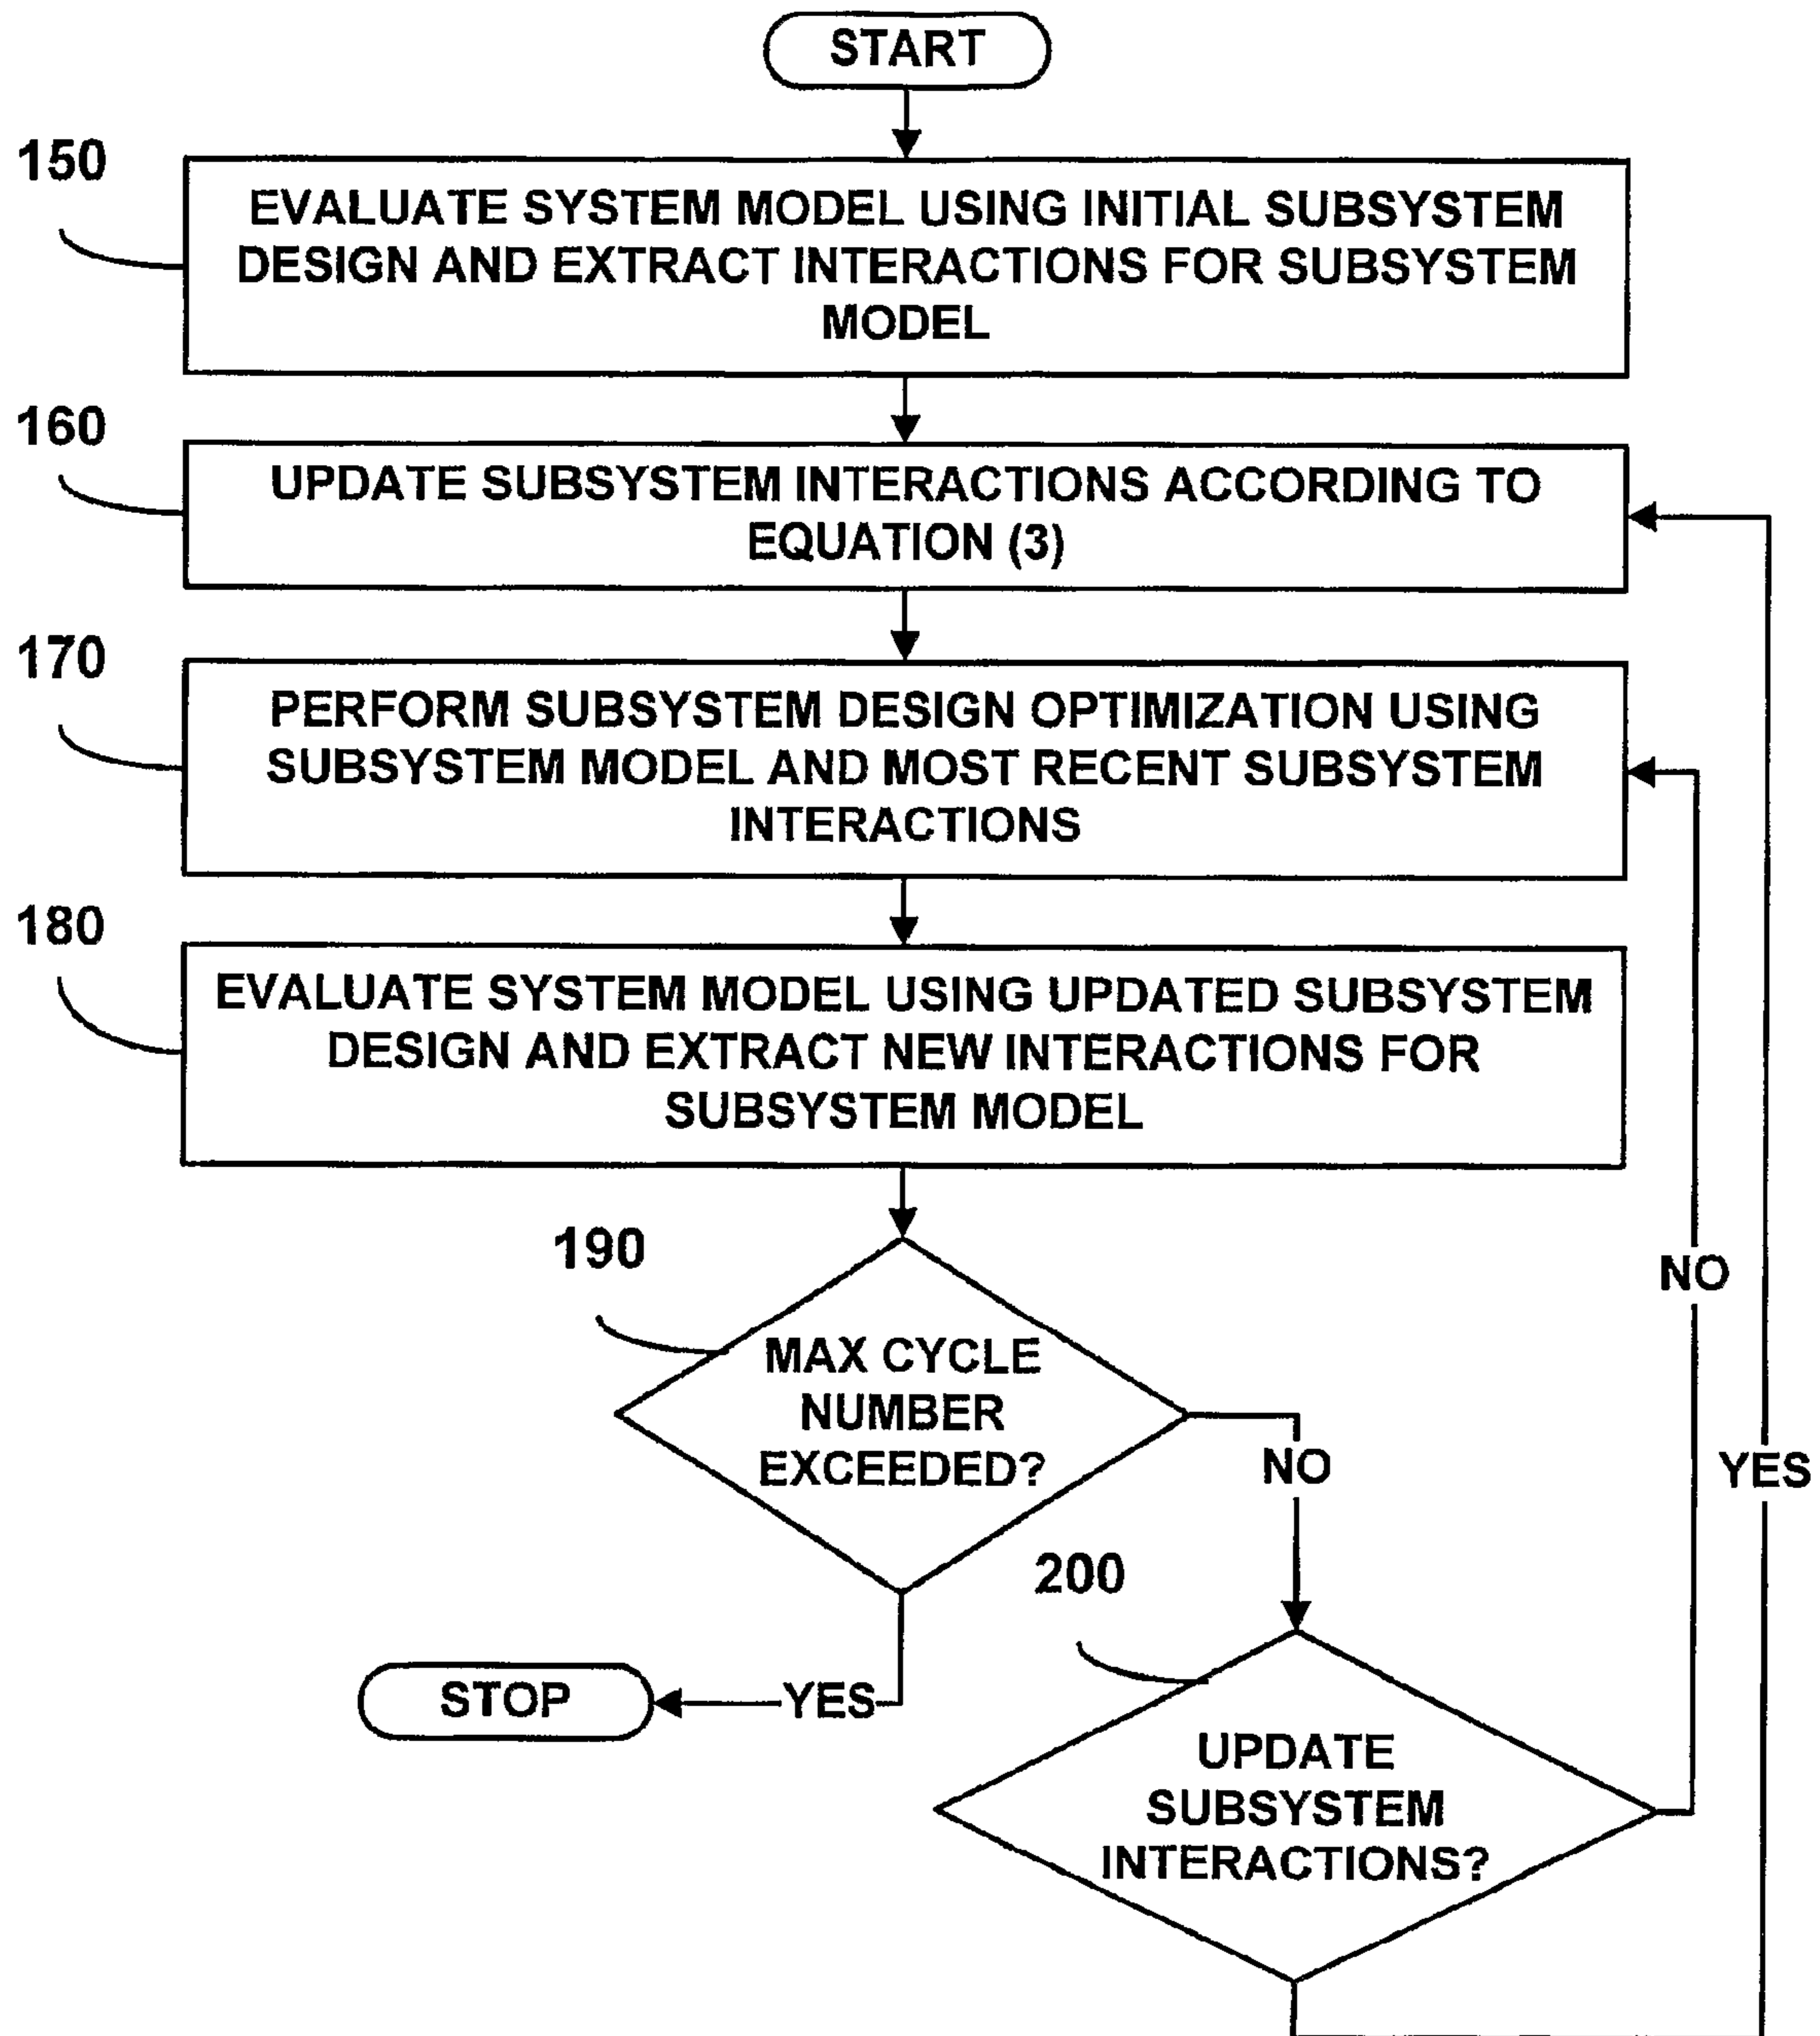 START
150
EVALUATE SYSTEM MODEL USING INITIAL SUBSYSTEM
DESIGN AND EXTRACT INTERACTIONS FOR SUBSYSTEM
MODEL
160
UPDATE SUBSYSTEM INTERACTIONS ACCORDING TO
EQUATION (3)
170
PERFORM SUBSYSTEM DESIGN OPTIMIZATION USING
SUBSYSTEM MODEL AND MOST RECENT SUBSYSTEM
INTERACTIONS
180
EVALUATE SYSTEM MODEL USING UPDATED SUBSYSTEM
DESIGN AND EXTRACT NEW INTERACTIONS FOR
SUBSYSTEM MODEL
190
MAX CYCLE
NUMBER
EXCEEDED?
NO
YES
STOP
200
UPDATE
SUBSYSTEM
INTERACTIONS?
NO
YES